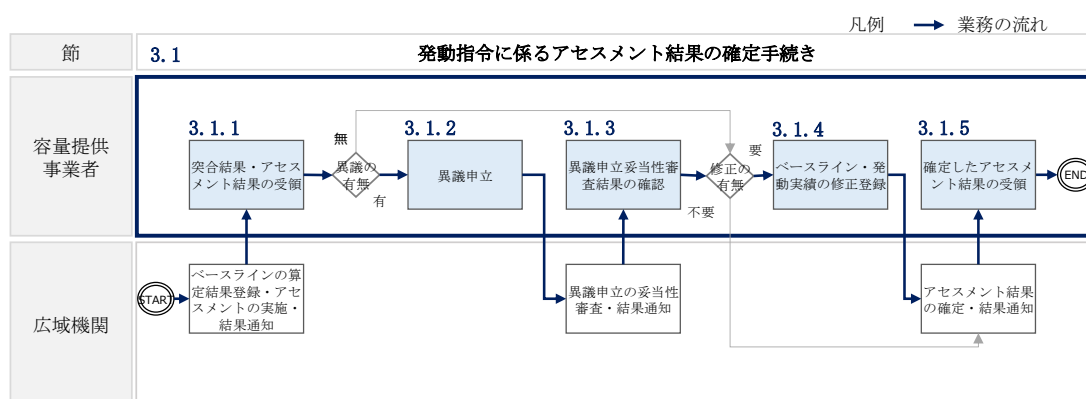 凡例 業務の流れ
節
3.1 発動指令に係るアセスメント結果の確定手続き
容量提供
事業者
3.1.1
突合結果・アセス
メント結果の受領
無
異議の
有無
有
3.1.2
異議申立
3.1.3
異議申立妥当性審
査結果の確認
修正の
有無
要
不要
3.1.4
ベースライン・発
動実績の修正登録
3.1.5
確定したアセスメ
ント結果の受領
END
広域機関
START
ベースラインの算
定結果登録・アセ
スメントの実施・
結果通知
異議申立の妥当性
審査・結果通知
アセスメント結果
の確定・結果通知